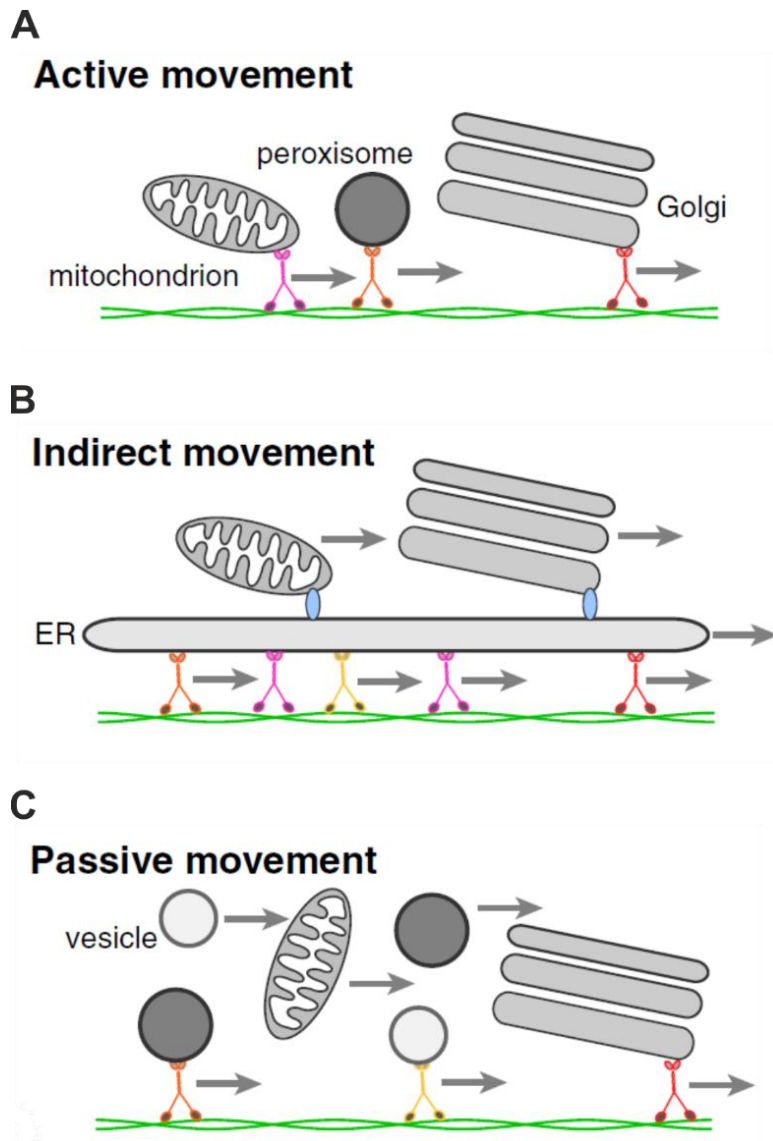 A
Active movement
peroxisome
Golgi
mitochondrion
B
Indirect movement
ER
C
Passive movement
vesicle